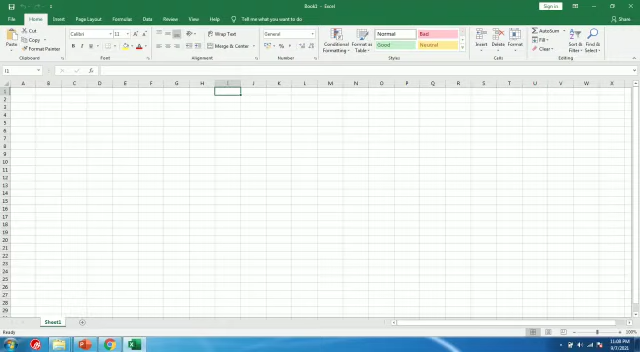 Book1 - Excel
Sign in
File
Home
Insert
Page Layout
Formulas
Data
Review
View
Help
Tell me what you want to do
Share
Paste
Cut
Copy
Format Painter
Clipboard
Calibri
11
B I U
Font
Wrap Text
Merge & Center
Alignment
General
Number
Conditional Formatting
Format as Table
Normal
Bad
Good
Neutral
Styles
Insert
Delete
Format
Cells
AutoSum
Fill
Clear
Sort & Filter
Find & Select
Editing
I1
fx
A B C D E F G H I J K L M N O P Q R S T U V W X
1
2
3
4
5
6
7
8
9
10
11
12
13
14
15
16
17
18
19
20
21
22
23
24
25
26
27
28
29
Sheet1
Ready
100%
11:08 PM
9/7/2021